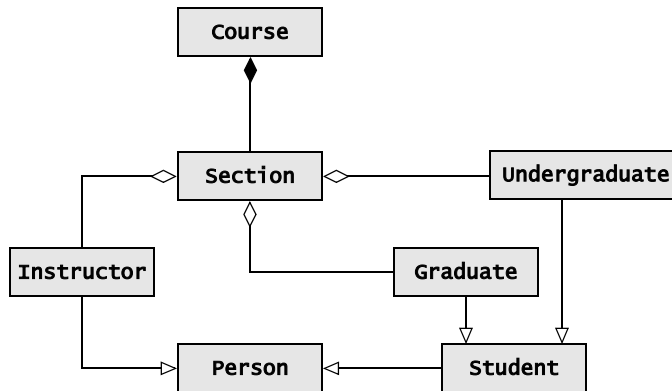 Course
Section
Undergraduate
Instructor
Graduate
Person
Student